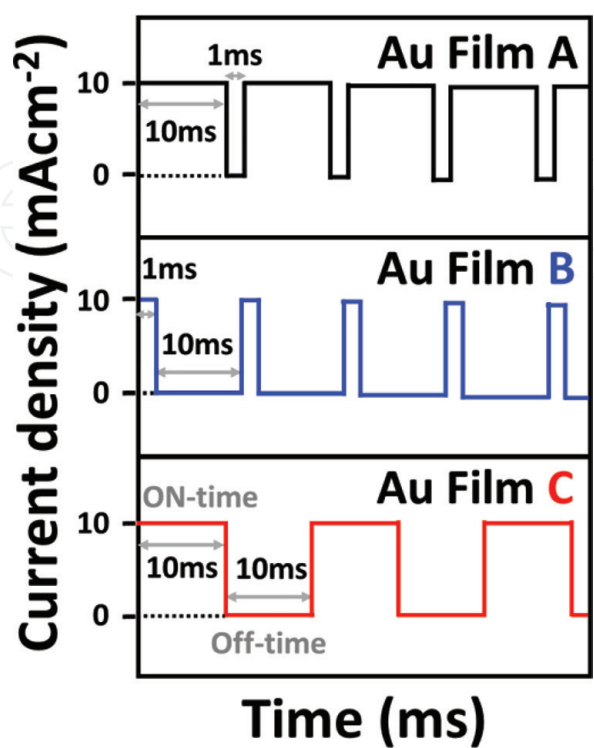 Current density (mAcm-2)
Au Film A
1ms
10
10ms
0
Au Film B
1ms
10
10ms
0
Au Film C
ON-time
10
10ms
10ms
0
Off-time
Time (ms)